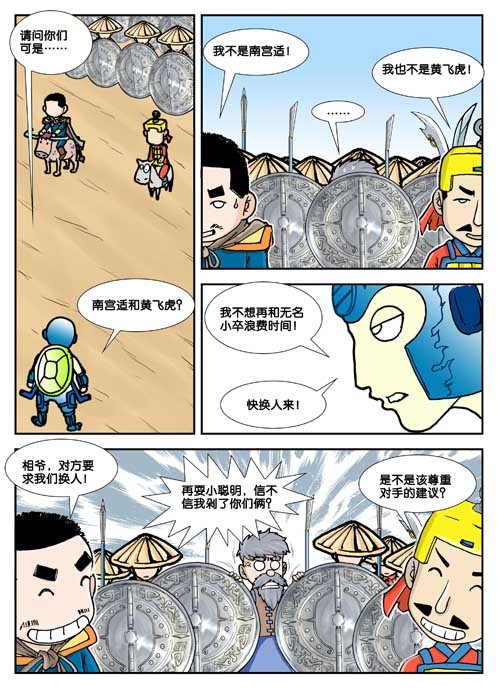 请问你们
可是……
南宫适和黄飞虎?
我不是南宫适!
……
我也不是黄飞虎!
我不想再和无名
小卒浪费时间!
快换人来!
相爷,对方要
求我们换人!
再耍小聪明,信不
信我剁了你们俩?
是不是该尊重
对手的建议?